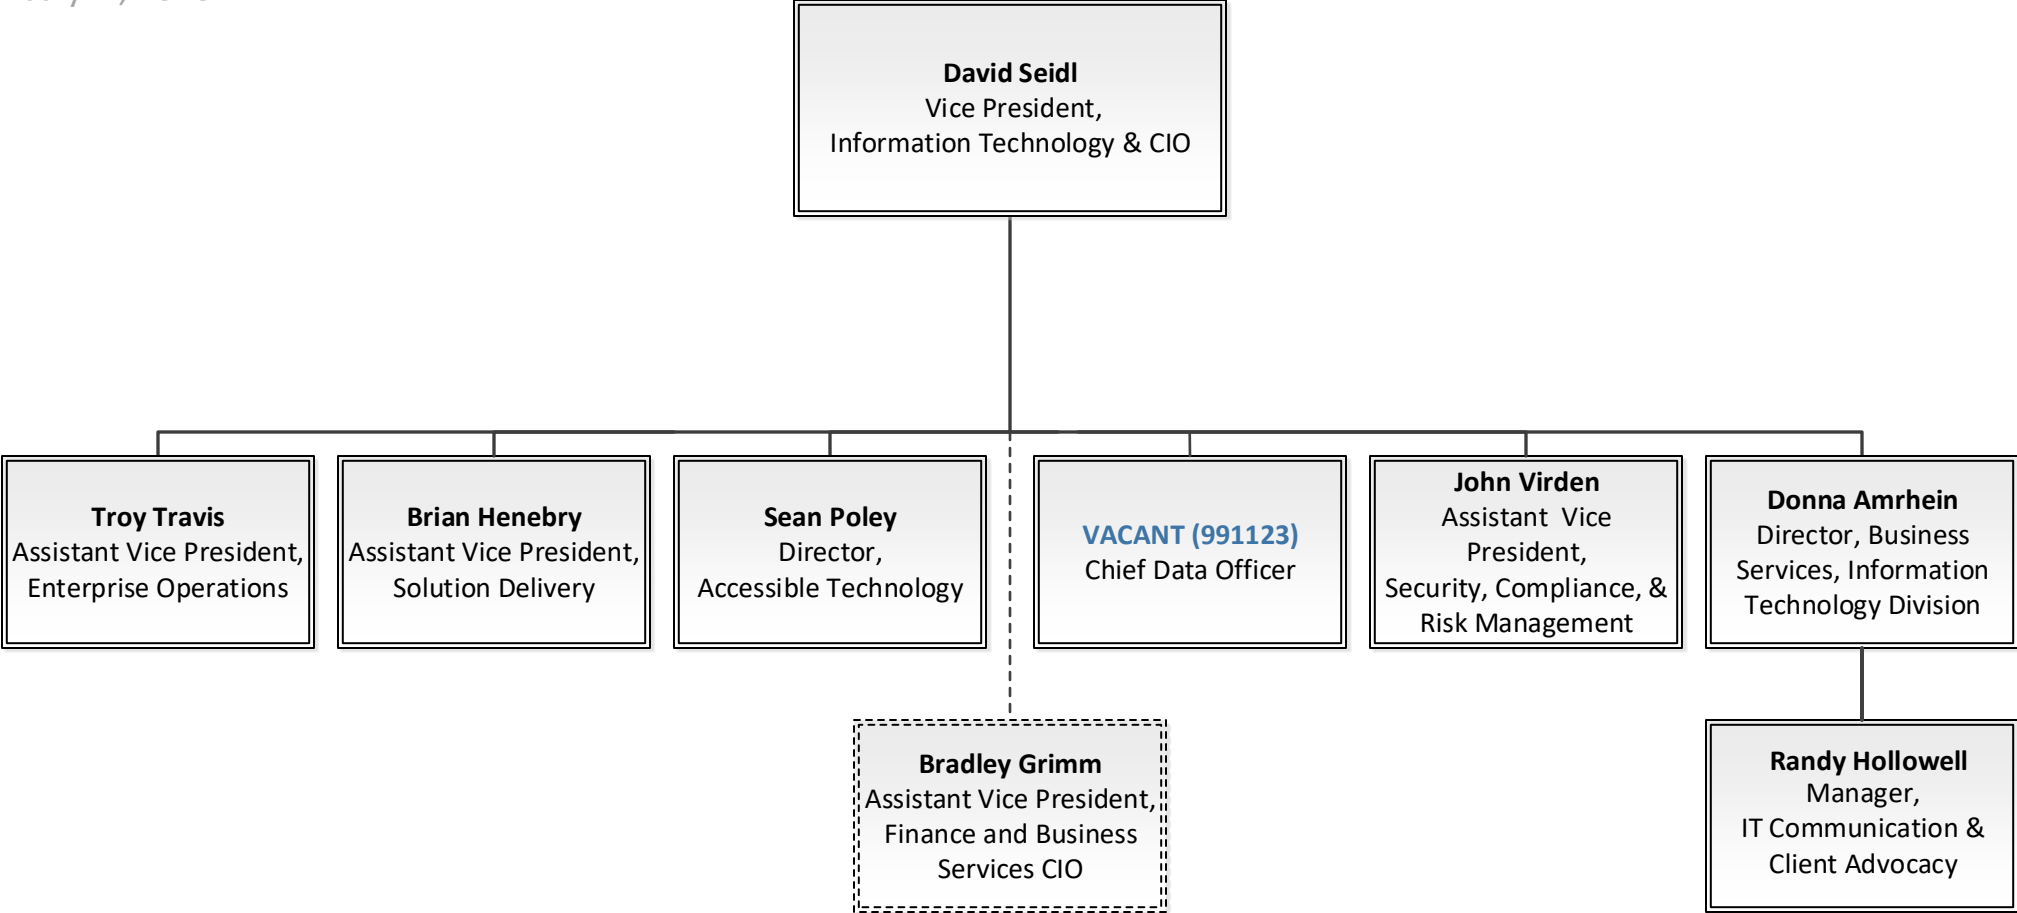 David Seidl
Vice President,
Information Technology & CIO
Troy Travis
Assistant Vice President,
Enterprise Operations
Brian Henebry
Assistant Vice President,
Solution Delivery
Sean Poley
Director,
Accessible Technology
VACANT (991123)
Chief Data Officer
John Virden
Assistant  Vice
President,
Security, Compliance, &
Risk Management
Donna Amrhein
Director, Business
Services, Information
Technology Division
Bradley Grimm
Assistant Vice President,
Finance and Business
Services CIO
Randy Hollowell
Manager,
IT Communication &
Client Advocacy